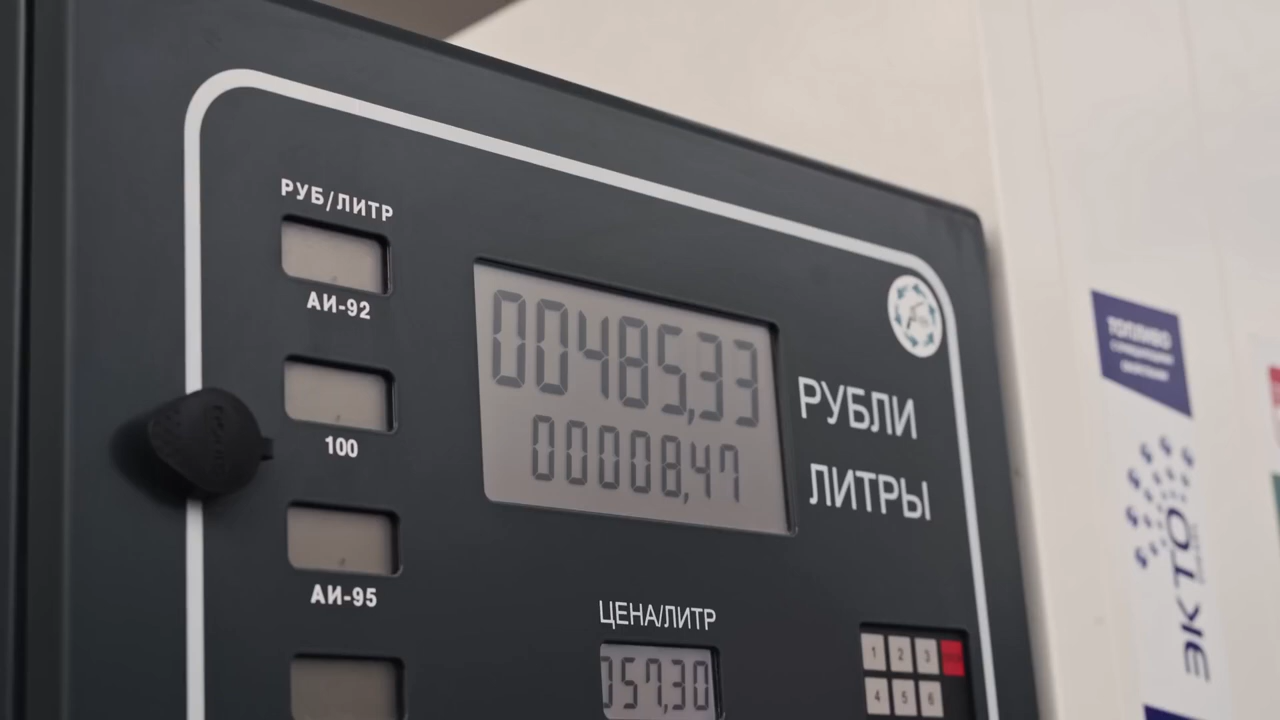 РУБ/ЛИТР
АИ-92
100
АИ-95
00485,33
РУБЛИ
00008,47
ЛИТРЫ
ЦЕНА/ЛИТР
057,30
1 2 3
4 5 6
ТОПЛИВО
ЭКТО